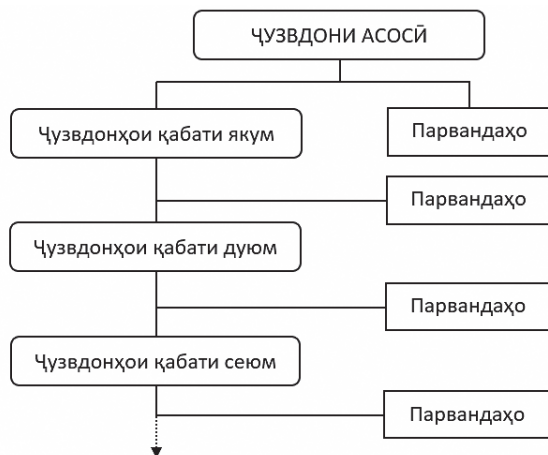 ҶУЗВДОНИ АСОСӢ
Ҷузвдонҳои қабати якум
Парвандаҳо
Парвандаҳо
Ҷузвдонҳои қабати дуюм
Парвандаҳо
Ҷузвдонҳои қабати сеюм
Парвандаҳо